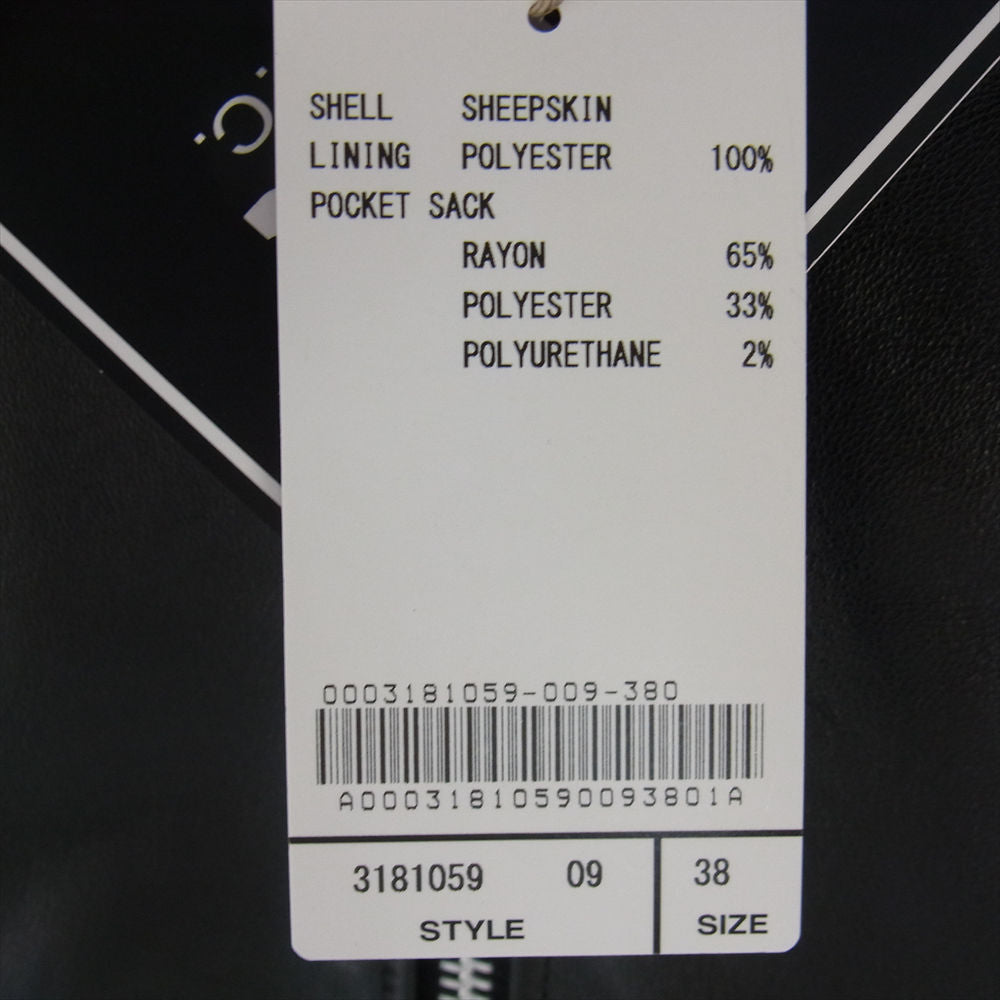 SHELL SHEEPSKIN
LINING POLYESTER 100%
POCKET SACK
RAYON 65%
POLYESTER 33%
POLYURETHANE 2%
0003181059-009-380
A00031810590093801A
3181059 09 38
STYLE SIZE